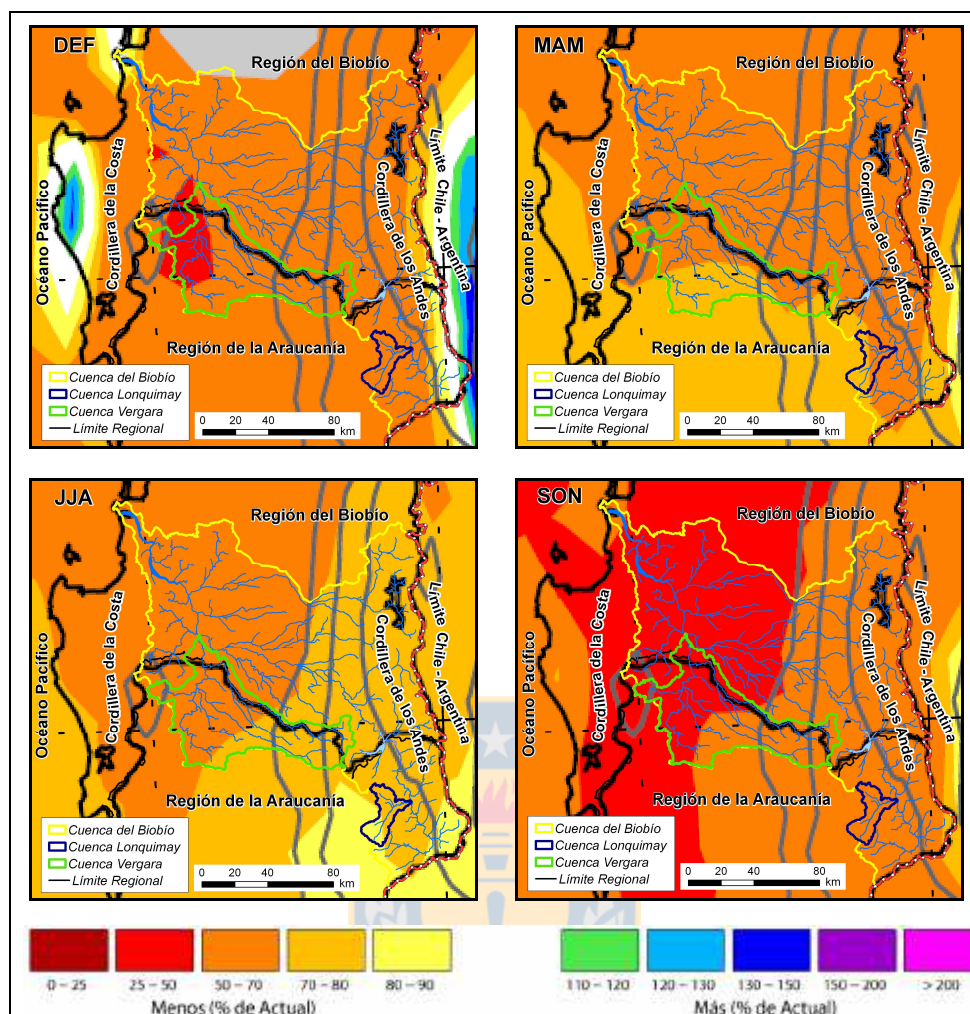 DEF
Región del Biobío
Océano Pacífico
Cordillera de la Costa
Cordillera de los Andes
Límite Chile - Argentina
Región de la Araucanía
Cuenca del Biobío
Cuenca Lonquimay
Cuenca Vergara
Límite Regional
0 20 40 80
km
MAM
Región del Biobío
Océano Pacífico
Cordillera de la Costa
Cordillera de los Andes
Límite Chile - Argentina
Región de la Araucanía
Cuenca del Biobío
Cuenca Lonquimay
Cuenca Vergara
Límite Regional
0 20 40 80
km
JJA
Región del Biobío
Océano Pacífico
Cordillera de la Costa
Cordillera de los Andes
Límite Chile - Argentina
Región de la Araucanía
Cuenca del Biobío
Cuenca Lonquimay
Cuenca Vergara
Límite Regional
0 20 40 80
km
SON
Región del Biobío
Océano Pacífico
Cordillera de la Costa
Cordillera de los Andes
Límite Chile - Argentina
Región de la Araucanía
Cuenca del Biobío
Cuenca Lonquimay
Cuenca Vergara
Límite Regional
0 20 40 80
km
0 – 25 25 – 50 50 – 70 70 – 80 80 – 90
Menos (% de Actual)
110 – 120 120 – 130 130 – 150 150 – 200 > 200
Más (% de Actual)